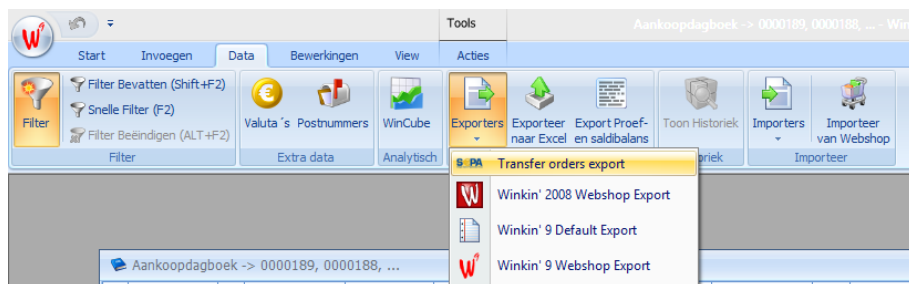 Tools
Aankoopdagboek -> 0000189, 0000188, ... - Win
Start Invoegen Data Bewerkingen View Acties
Filter
Filter Bevatten (Shift+F2)
Snelle Filter (F2)
Filter Beëindigen (ALT+F2)
Filter
Valuta´s Postnummers
Extra data
WinCube
Analytisch
Exporters
Exporteer naar Excel
Export Proef- en saldibalans
Toon Historiek
oriek
Importers
Importeer van Webshop
Importeer
SEPA Transfer orders export
Winkin' 2008 Webshop Export
Winkin' 9 Default Export
Winkin' 9 Webshop Export
Aankoopdagboek -> 0000189, 0000188, ...